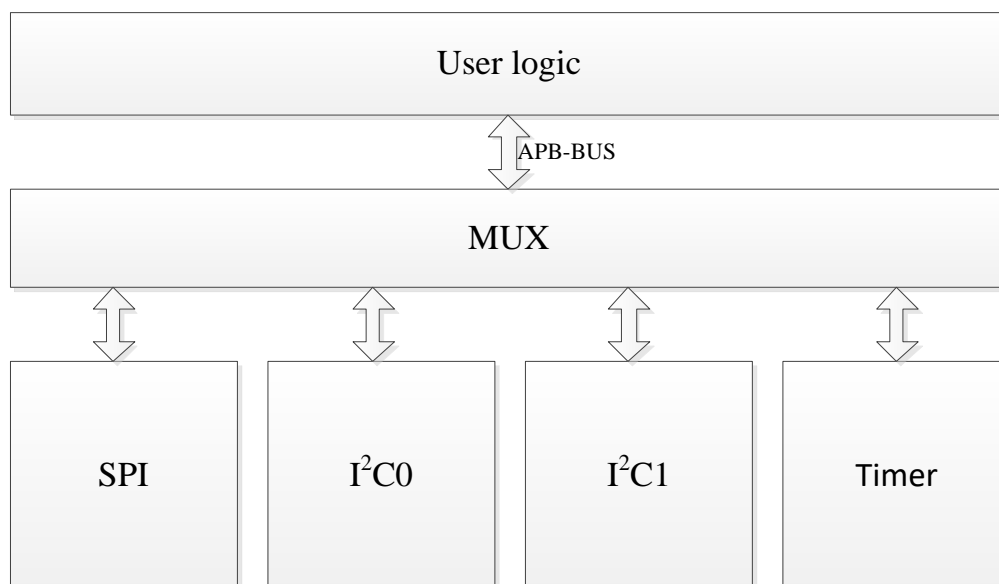 User logic
APB-BUS
MUX
SPI
I²C0
I²C1
Timer